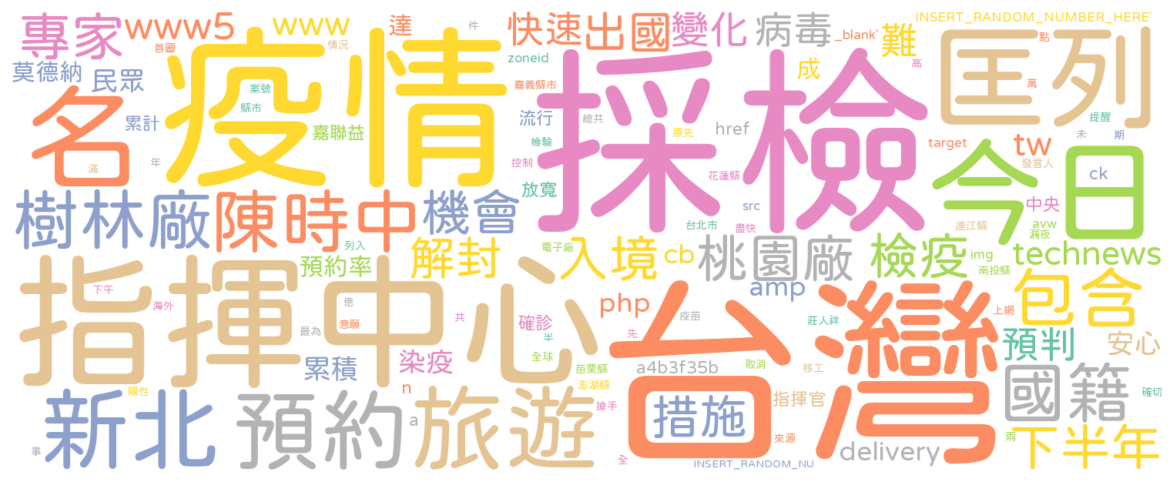 專家
www5
www
達
件
快速
出國
變化
病毒
_blank'
難
INSERT_RANDOM_NUMBER_HERE'
首圖
情況
zoneid
點
高
莫德納
民眾
疫情
案號
縣市
嘉義縣市
成
萬
匡列
名
累計
嘉聯益
流行
總共
採檢
原先
href
提醒
未
期
滿
年
檢驗
控制
target
tw
今日
發言人
ck
放寬
花蓮縣
src
中央
樹林廠
陳時中
機會
台北市
盡快
連江縣
avw
漏夜
列入
解封
電子廠
入境
cb
桃園廠
檢疫
img
technews
南投縣
預約率
指揮中心
下午
海外
億
意願
最為
共
確診
半
php
先
疫苗
amp
莊人祥
上網
包含
預判
安心
累積
染疫
全球
苗栗縣
澎湖縣
a4b3f35b
取消
移工
台灣
國籍
確切
陽性
n
a
新北
預約
旅遊
搶手
措施
指揮官
來源
delivery
兩
下半年
事
全
INSERT_RANDOM_NU